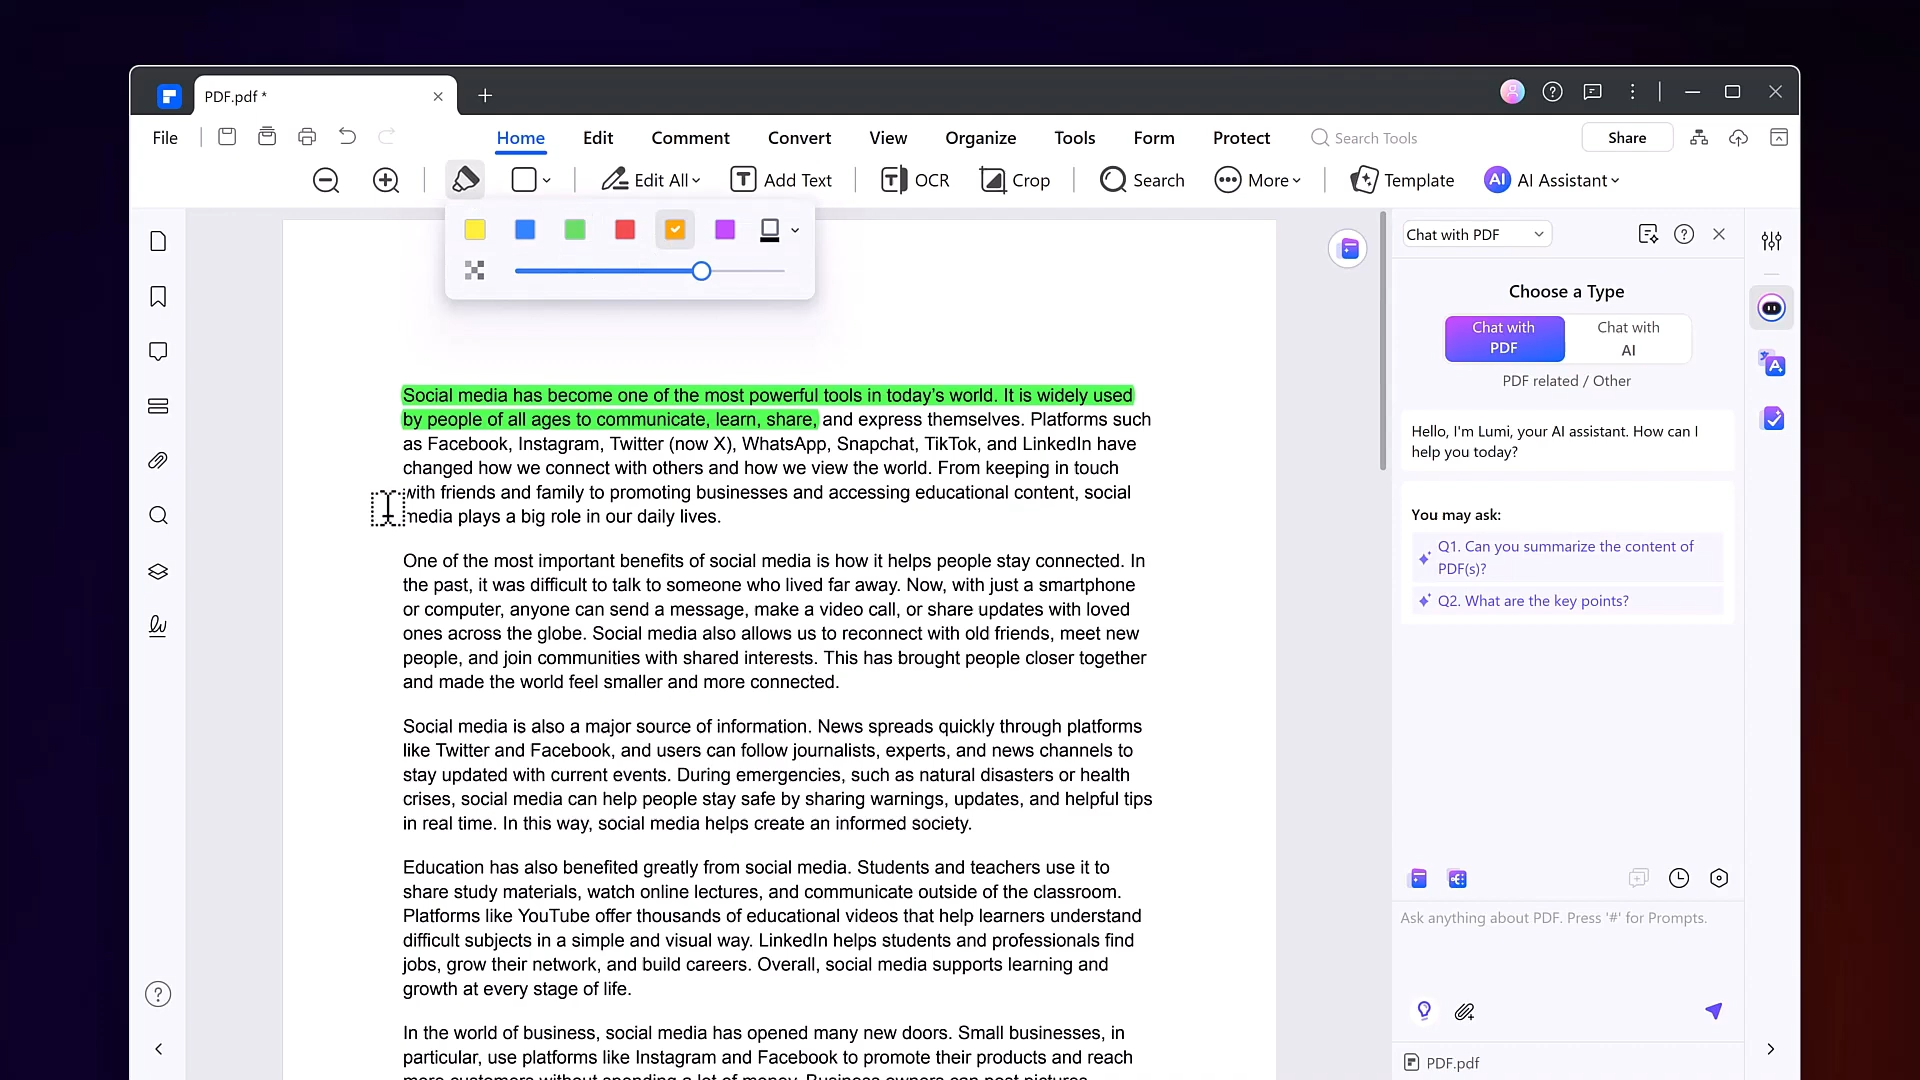 PDF.pdf *
File
Home
Edit
Comment
Convert
View
Organize
Tools
Form
Protect
Search Tools
Share
Edit All
Add Text
OCR
Crop
Search
More
Template
AI
AI Assistant
Social media has become one of the most powerful tools in today's world. It is widely used
by people of all ages to communicate, learn, share, and express themselves. Platforms such
as Facebook, Instagram, Twitter (now X), WhatsApp, Snapchat, TikTok, and LinkedIn have
changed how we connect with others and how we view the world. From keeping in touch
with friends and family to promoting businesses and accessing educational content, social
media plays a big role in our daily lives.
One of the most important benefits of social media is how it helps people stay connected. In
the past, it was difficult to talk to someone who lived far away. Now, with just a smartphone
or computer, anyone can send a message, make a video call, or share updates with loved
ones across the globe. Social media also allows us to reconnect with old friends, meet new
people, and join communities with shared interests. This has brought people closer together
and made the world feel smaller and more connected.
Social media is also a major source of information. News spreads quickly through platforms
like Twitter and Facebook, and users can follow journalists, experts, and news channels to
stay updated with current events. During emergencies, such as natural disasters or health
crises, social media can help people stay safe by sharing warnings, updates, and helpful tips
in real time. In this way, social media helps create an informed society.
Education has also benefited greatly from social media. Students and teachers use it to
share study materials, watch online lectures, and communicate outside of the classroom.
Platforms like YouTube offer thousands of educational videos that help learners understand
difficult subjects in a simple and visual way. LinkedIn helps students and professionals find
jobs, grow their network, and build careers. Overall, social media supports learning and
growth at every stage of life.
In the world of business, social media has opened many new doors. Small businesses, in
particular, use platforms like Instagram and Facebook to promote their products and reach
more customers without spending a lot of money. Business owners can post pictures,
Chat with PDF
Choose a Type
Chat with
PDF
Chat with
AI
PDF related / Other
Hello, I'm Lumi, your AI assistant. How can I
help you today?
You may ask:
Q1. Can you summarize the content of
PDF(s)?
Q2. What are the key points?
Ask anything about PDF. Press '#' for Prompts.
PDF.pdf